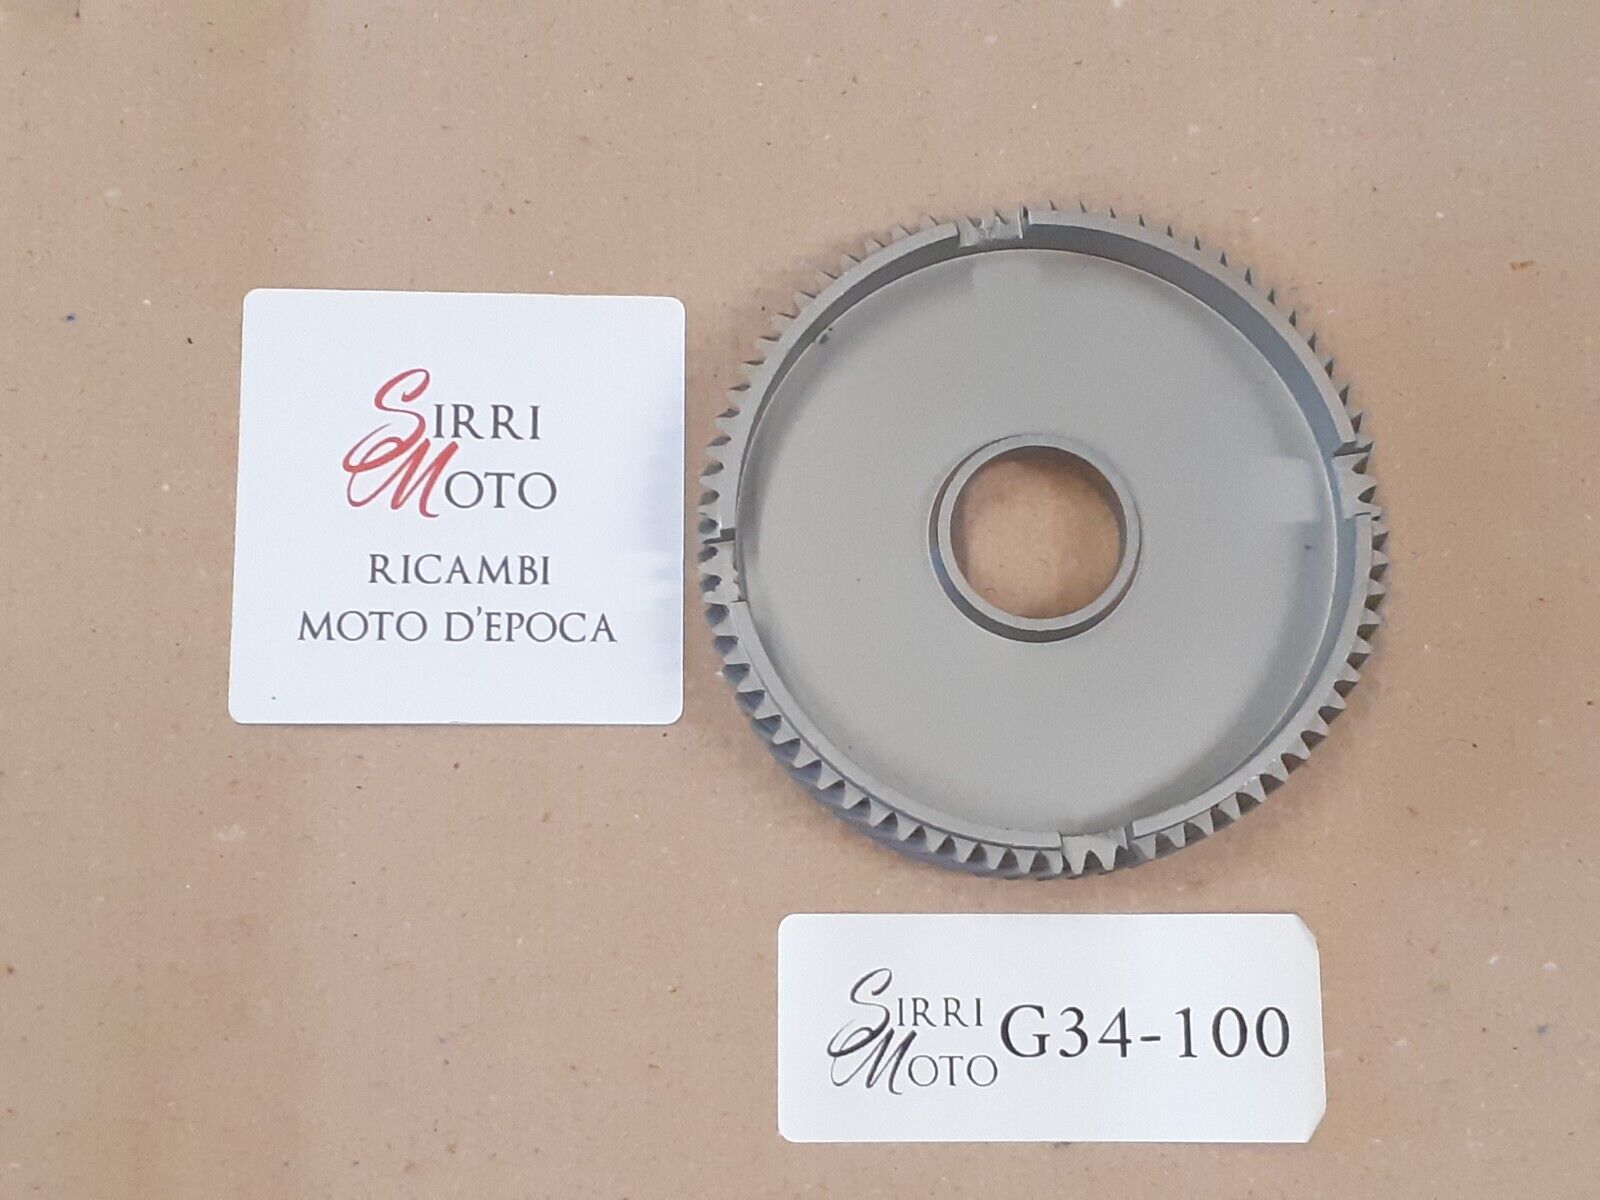 SIRRI
MOTO
RICAMBI
MOTO D'EPOCA
SIRRI
MOTO
G34-100